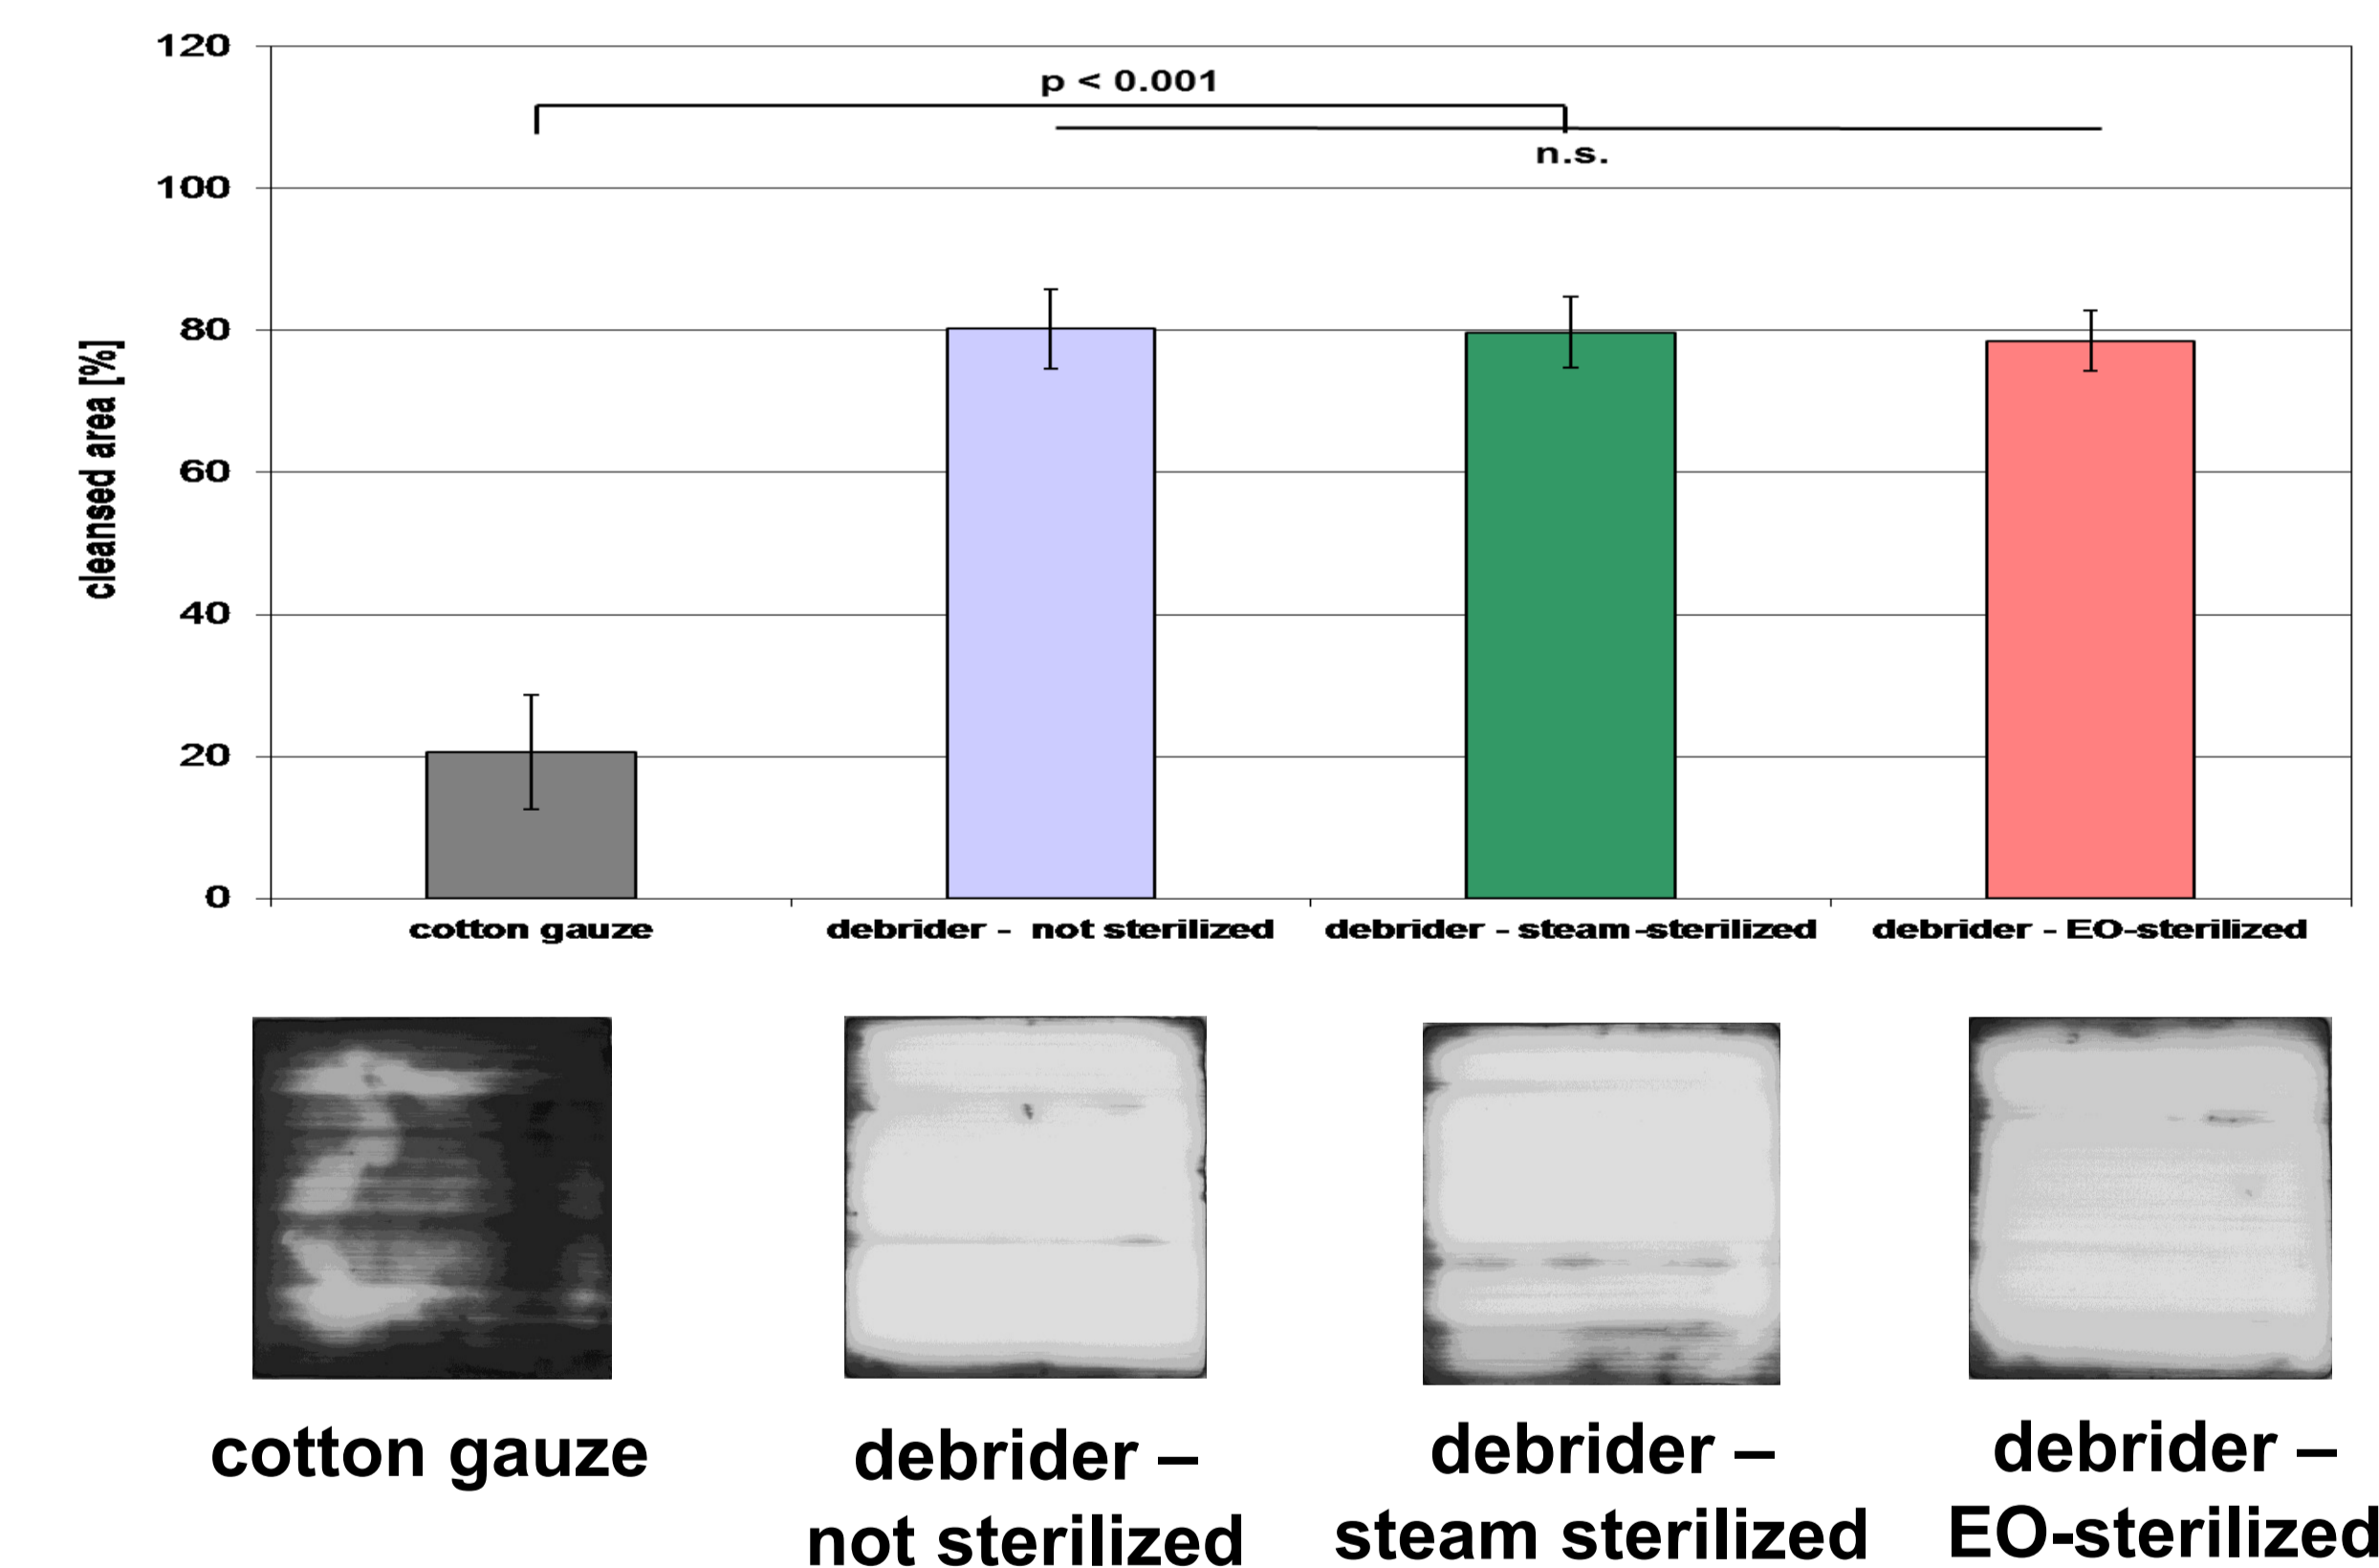 120
p < 0.001
n.s.
100
80
60
40
20
0
cleansed area [%]
cotton gauze
debrider - not sterilized
debrider - steam-sterilized
debrider - EO-sterilized
cotton gauze
debrider –
not sterilized
debrider –
steam sterilized
debrider –
EO-sterilized